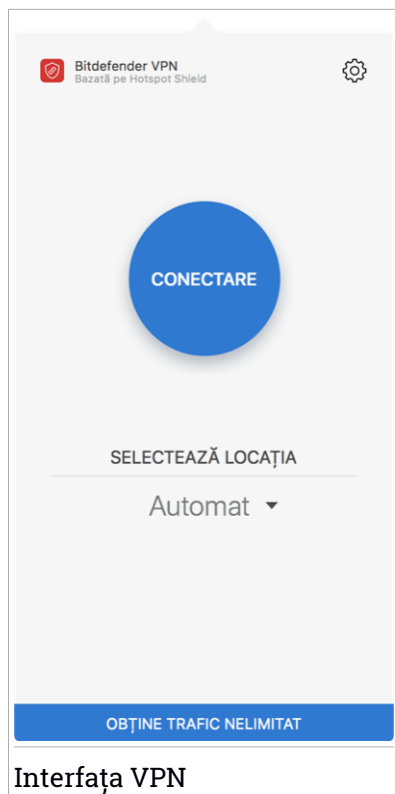 Bitdefender VPN
Bazată pe Hotspot Shield
CONECTARE
SELECTEAZĂ LOCAȚIA
Automat
OBȚINE TRAFIC NELIMITAT
Interfața VPN